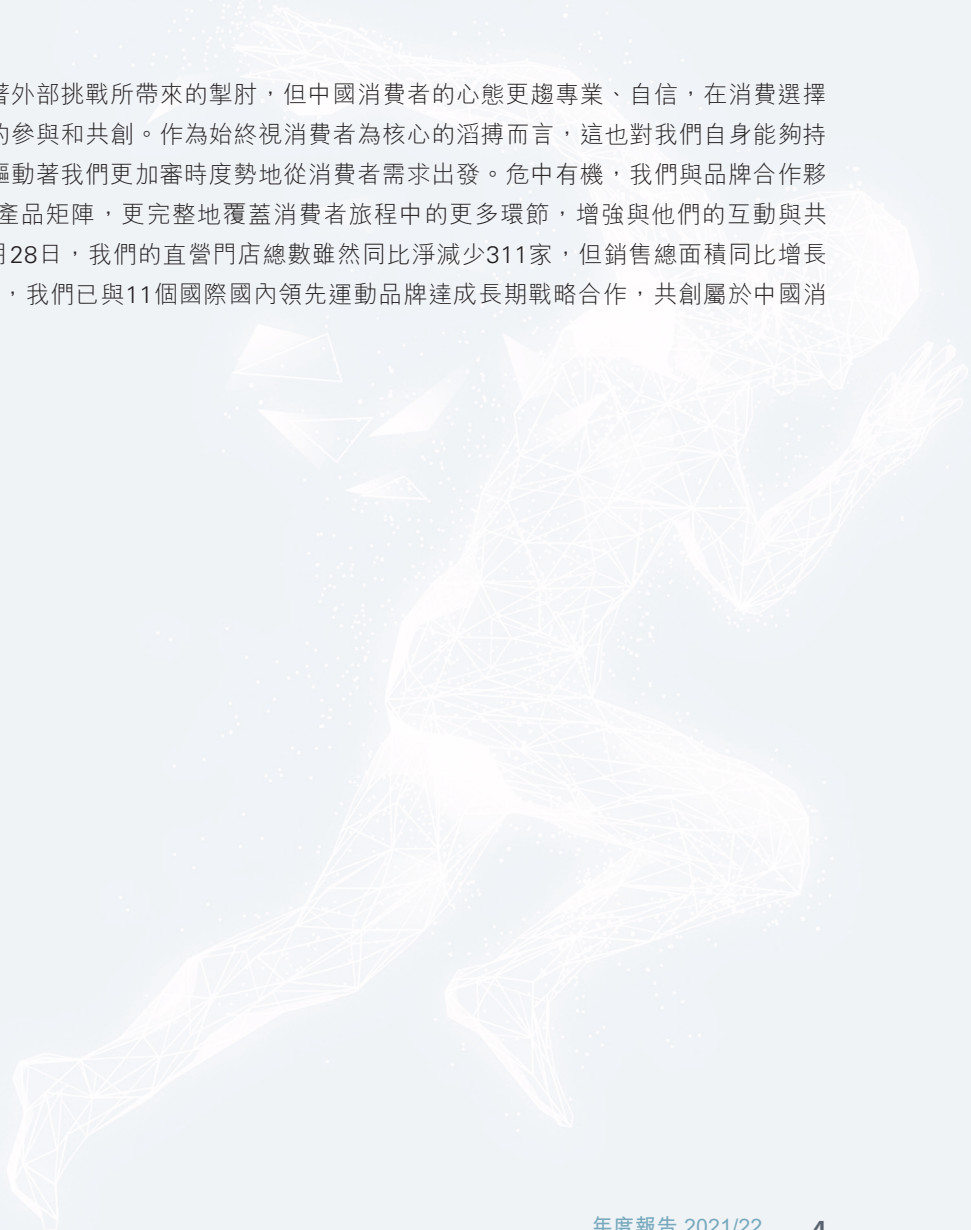 著外部挑戰所帶來的掣肘，但中國消費者的心態更趨專業、自信，在消費選擇
的參與和共創。作為始終視消費者為核心的滔搏而言，這也對我們自身能夠持
驅動著我們更加審時度勢地從消費者需求出發。危中有機，我們與品牌合作夥
產品矩陣，更完整地覆蓋消費者旅程中的更多環節，增強與他們的互動與共
月28日，我們的直營門店總數雖然同比淨減少311家，但銷售總面積同比增長
，我們已與11個國際國內領先運動品牌達成長期戰略合作，共創屬於中國消
年度報告 2021/22